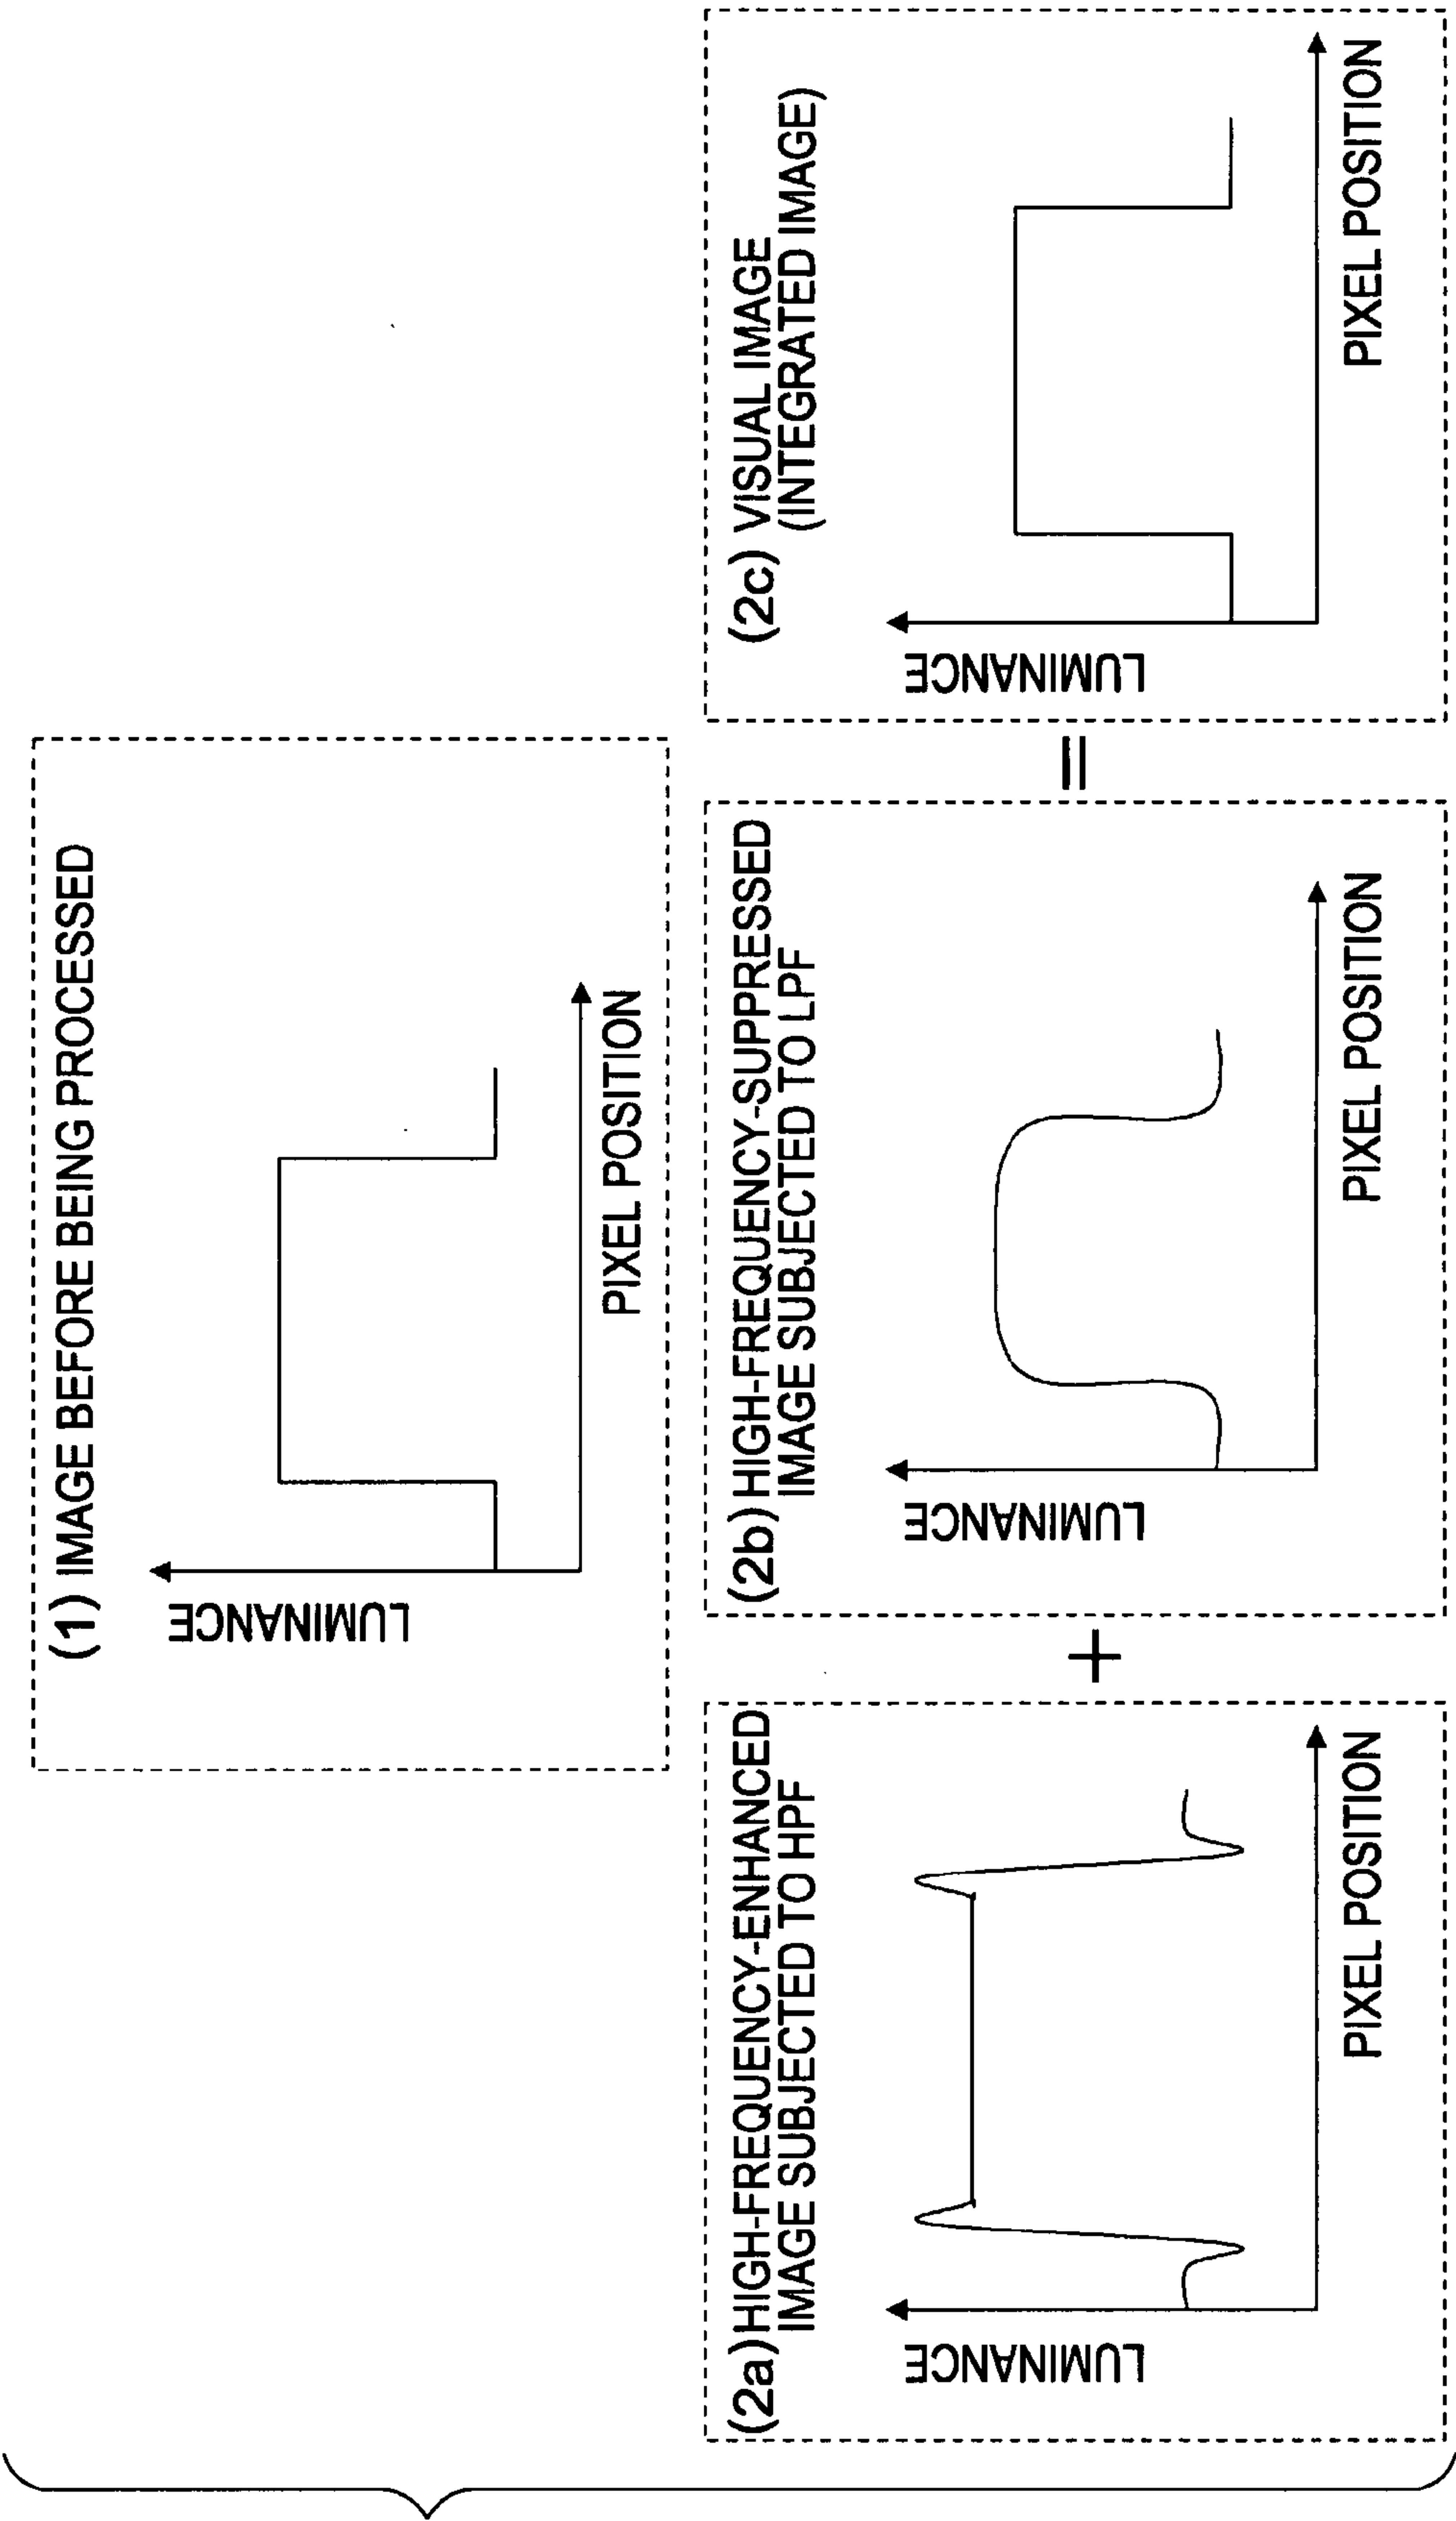 (1) IMAGE BEFORE BEING PROCESSED
LUMINANCE
PIXEL POSITION
(2a) HIGH-FREQUENCY-ENHANCED
IMAGE SUBJECTED TO HPF
LUMINANCE
PIXEL POSITION
+
(2b) HIGH-FREQUENCY-SUPPRESSED
IMAGE SUBJECTED TO LPF
LUMINANCE
PIXEL POSITION
=
(2c) VISUAL IMAGE
(INTEGRATED IMAGE)
LUMINANCE
PIXEL POSITION